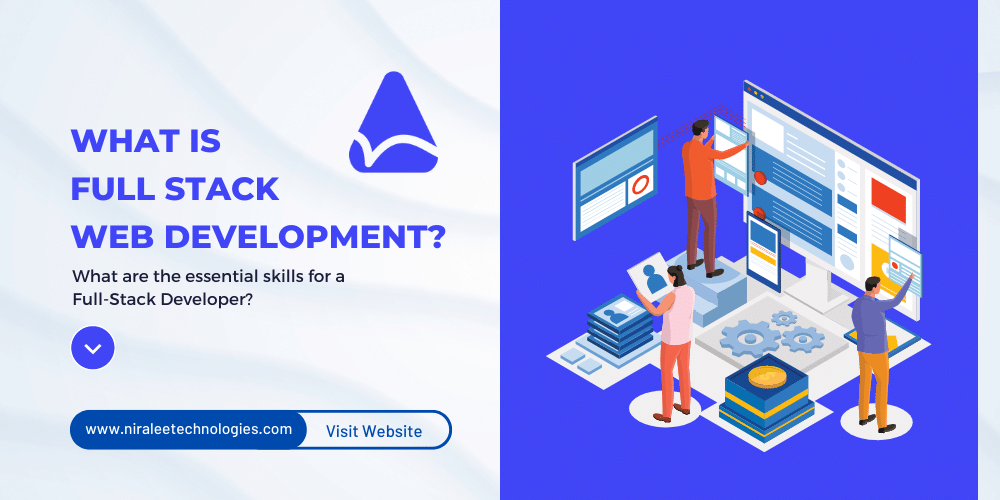 WHAT IS
FULL STACK
WEB DEVELOPMENT?
What are the essential skills for a
Full-Stack Developer?
www.niraleetechnologies.com
Visit Website